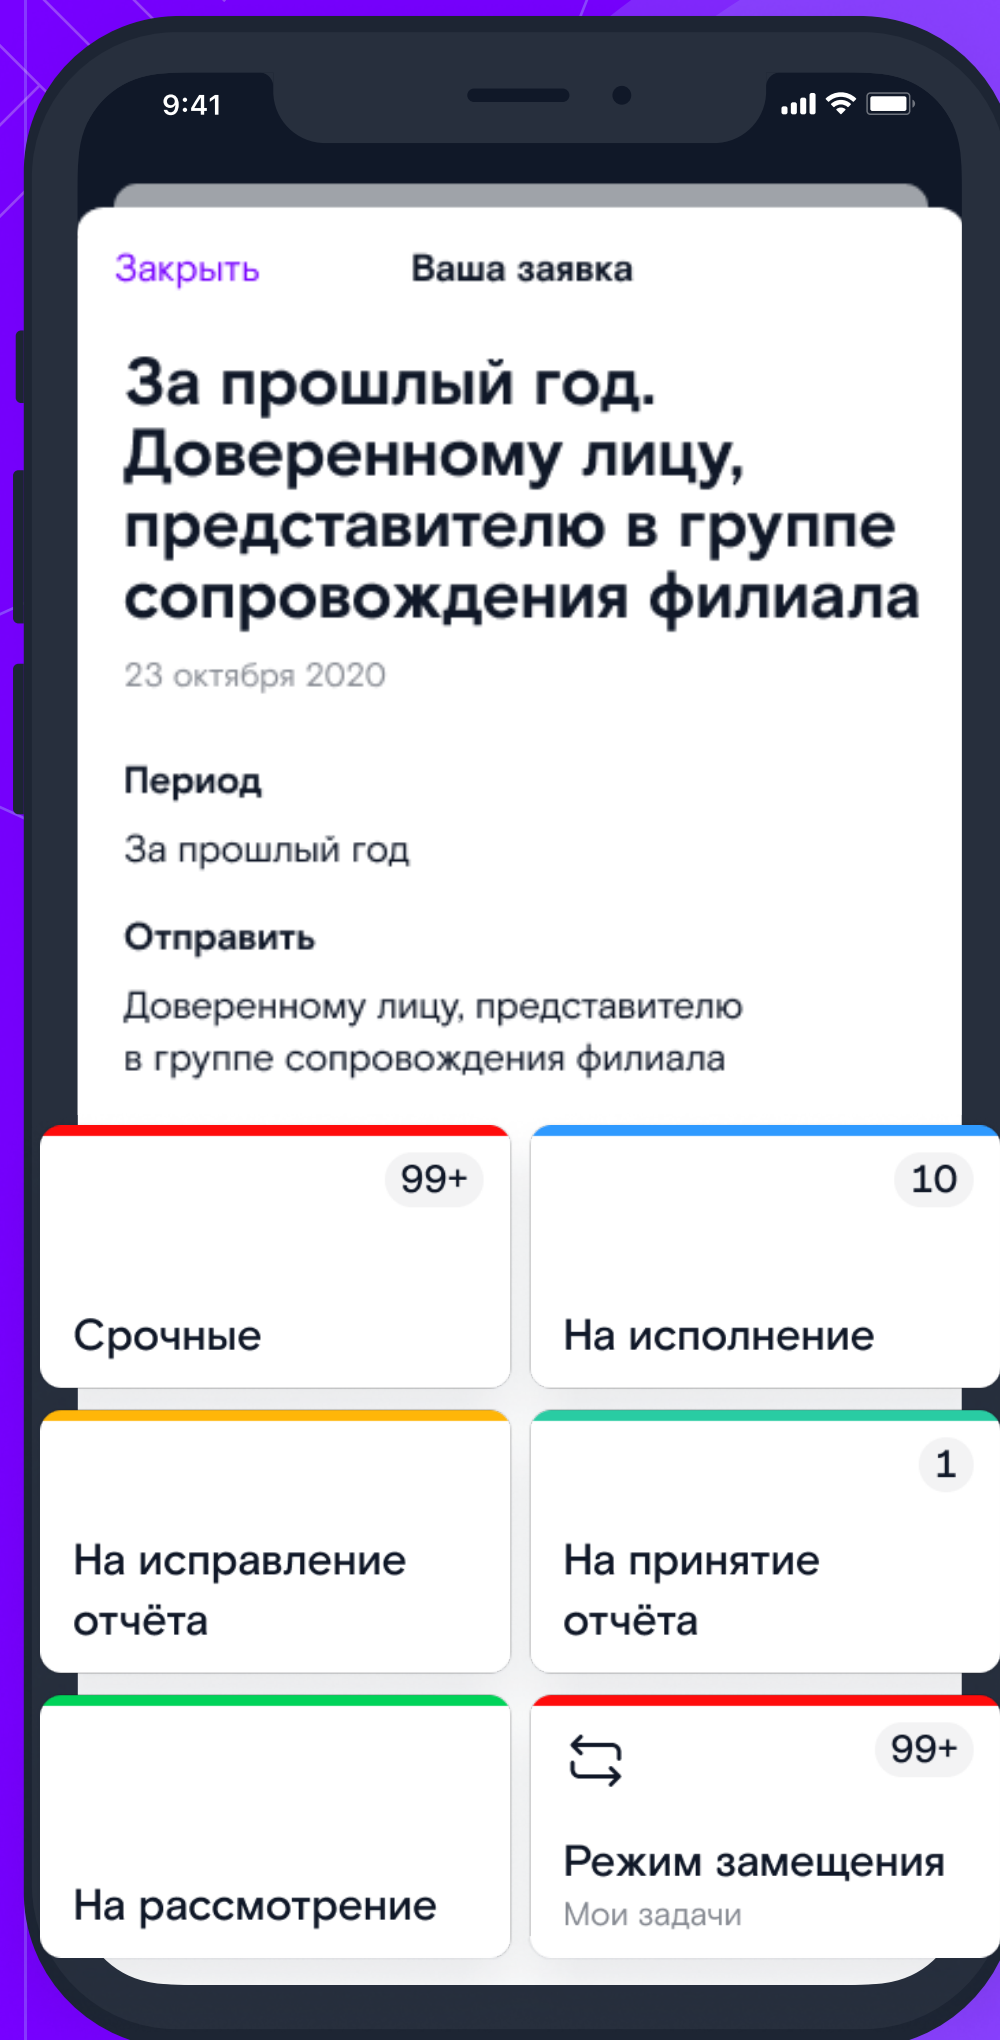 9:41
Закрыть
Ваша заявка
За прошлый год.
Доверенному лицу,
представителю в группе
сопровождения филиала
23 октября 2020
Период
За прошлый год
Отправить
Доверенному лицу, представителю
в группе сопровождения филиала
99+
Срочные
10
На исполнение
На исправление
отчёта
1
На принятие
отчёта
На рассмотрение
99+
Режим замещения
Мои задачи